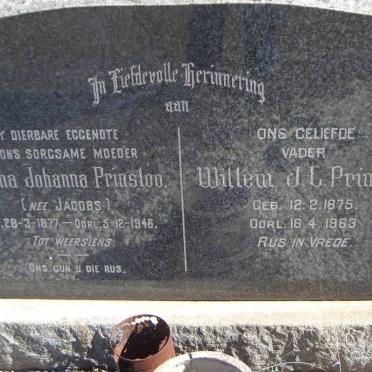 In Liefdevolle Herinnering
aan
Y DIERBARE EGGENOTE
ONS SORGSAME MOEDER
na Johanna Prinsloo.
(NEE JACOBS)
28-3-1877 — OORL. 5-12-1946.
TOT WEERSIENS
ONS GUN U DIE RUS.
ONS GELIEFDE
VADER
Willem J. L. Prin
GEB. 12.2.1875.
OORL. 16.4.1963
RUS IN VREDE.